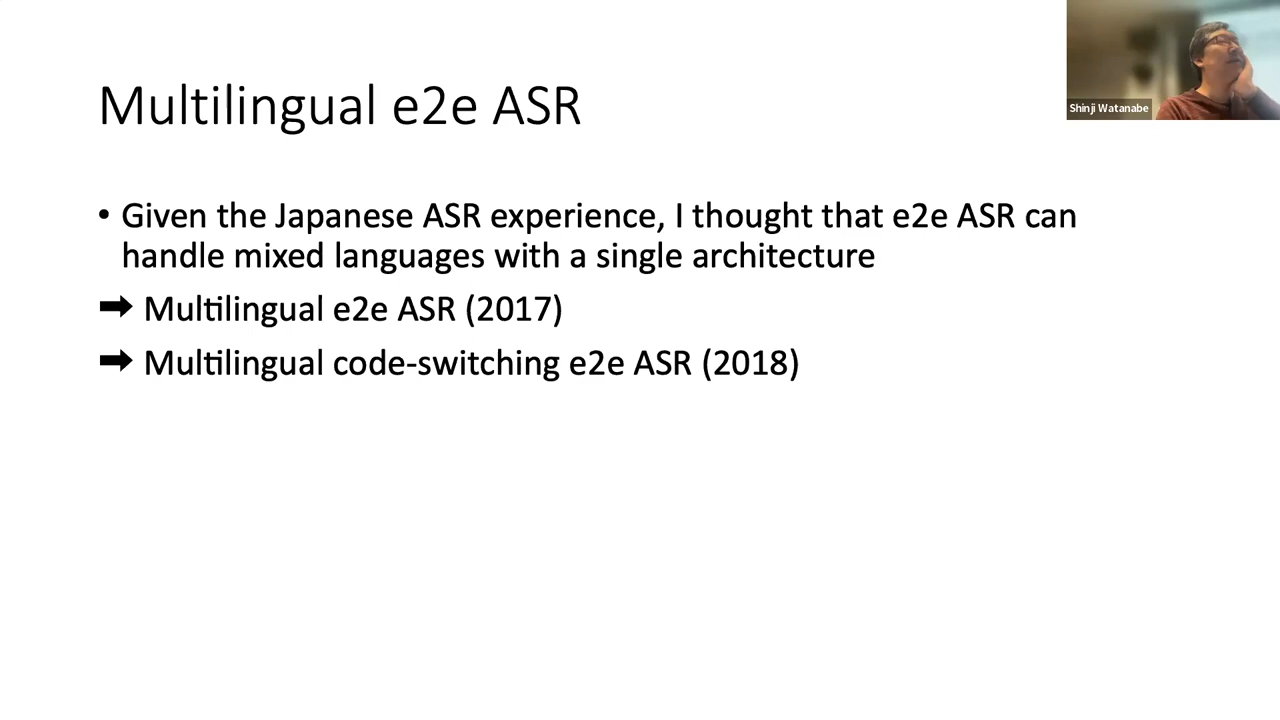 Multilingual e2e ASR
Shinji Watanabe
• Given the Japanese ASR experience, I thought that e2e ASR can
handle mixed languages with a single architecture
➡ Multilingual e2e ASR (2017)
➡ Multilingual code-switching e2e ASR (2018)